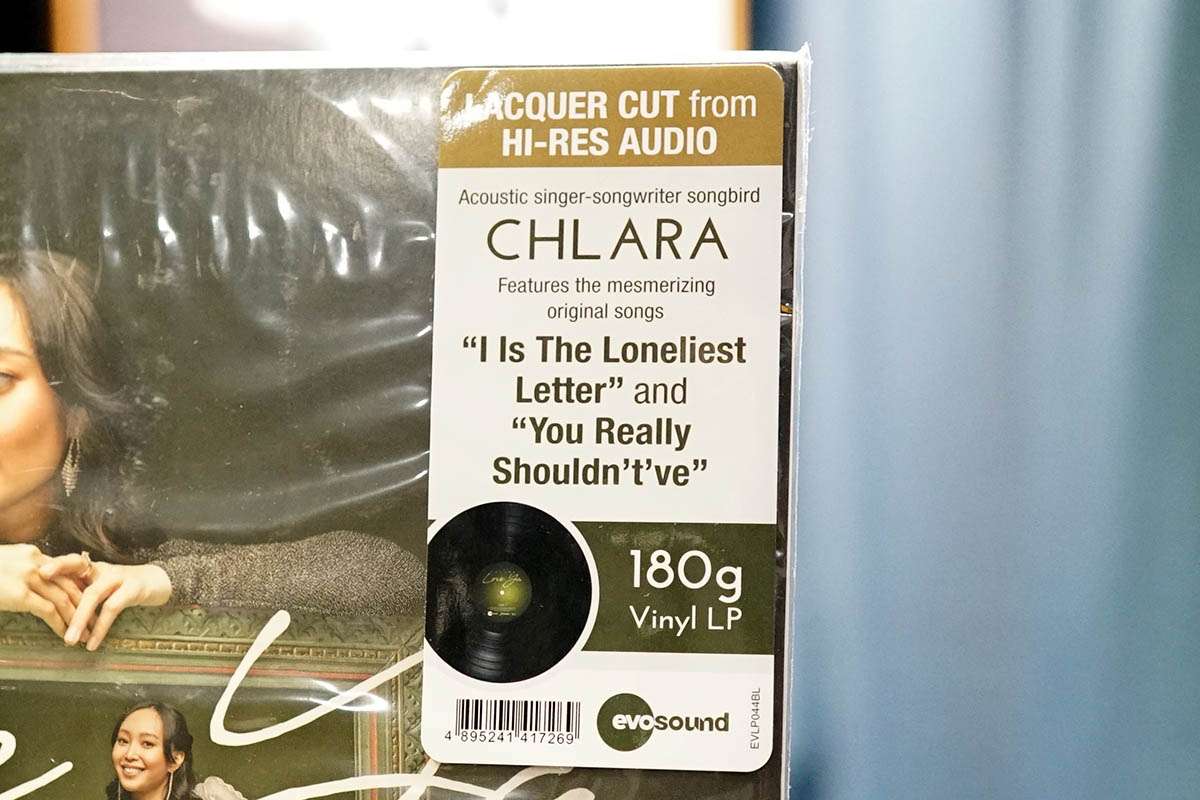 LACQUER CUT from
HI-RES AUDIO
Acoustic singer-songwriter songbird
CHLARA
Features the mesmerizing
original songs
“I Is The Loneliest
Letter” and
“You Really
Shouldn’t’ve”
180g
Vinyl LP
4 895241 417269
evosound
EVLP044BL